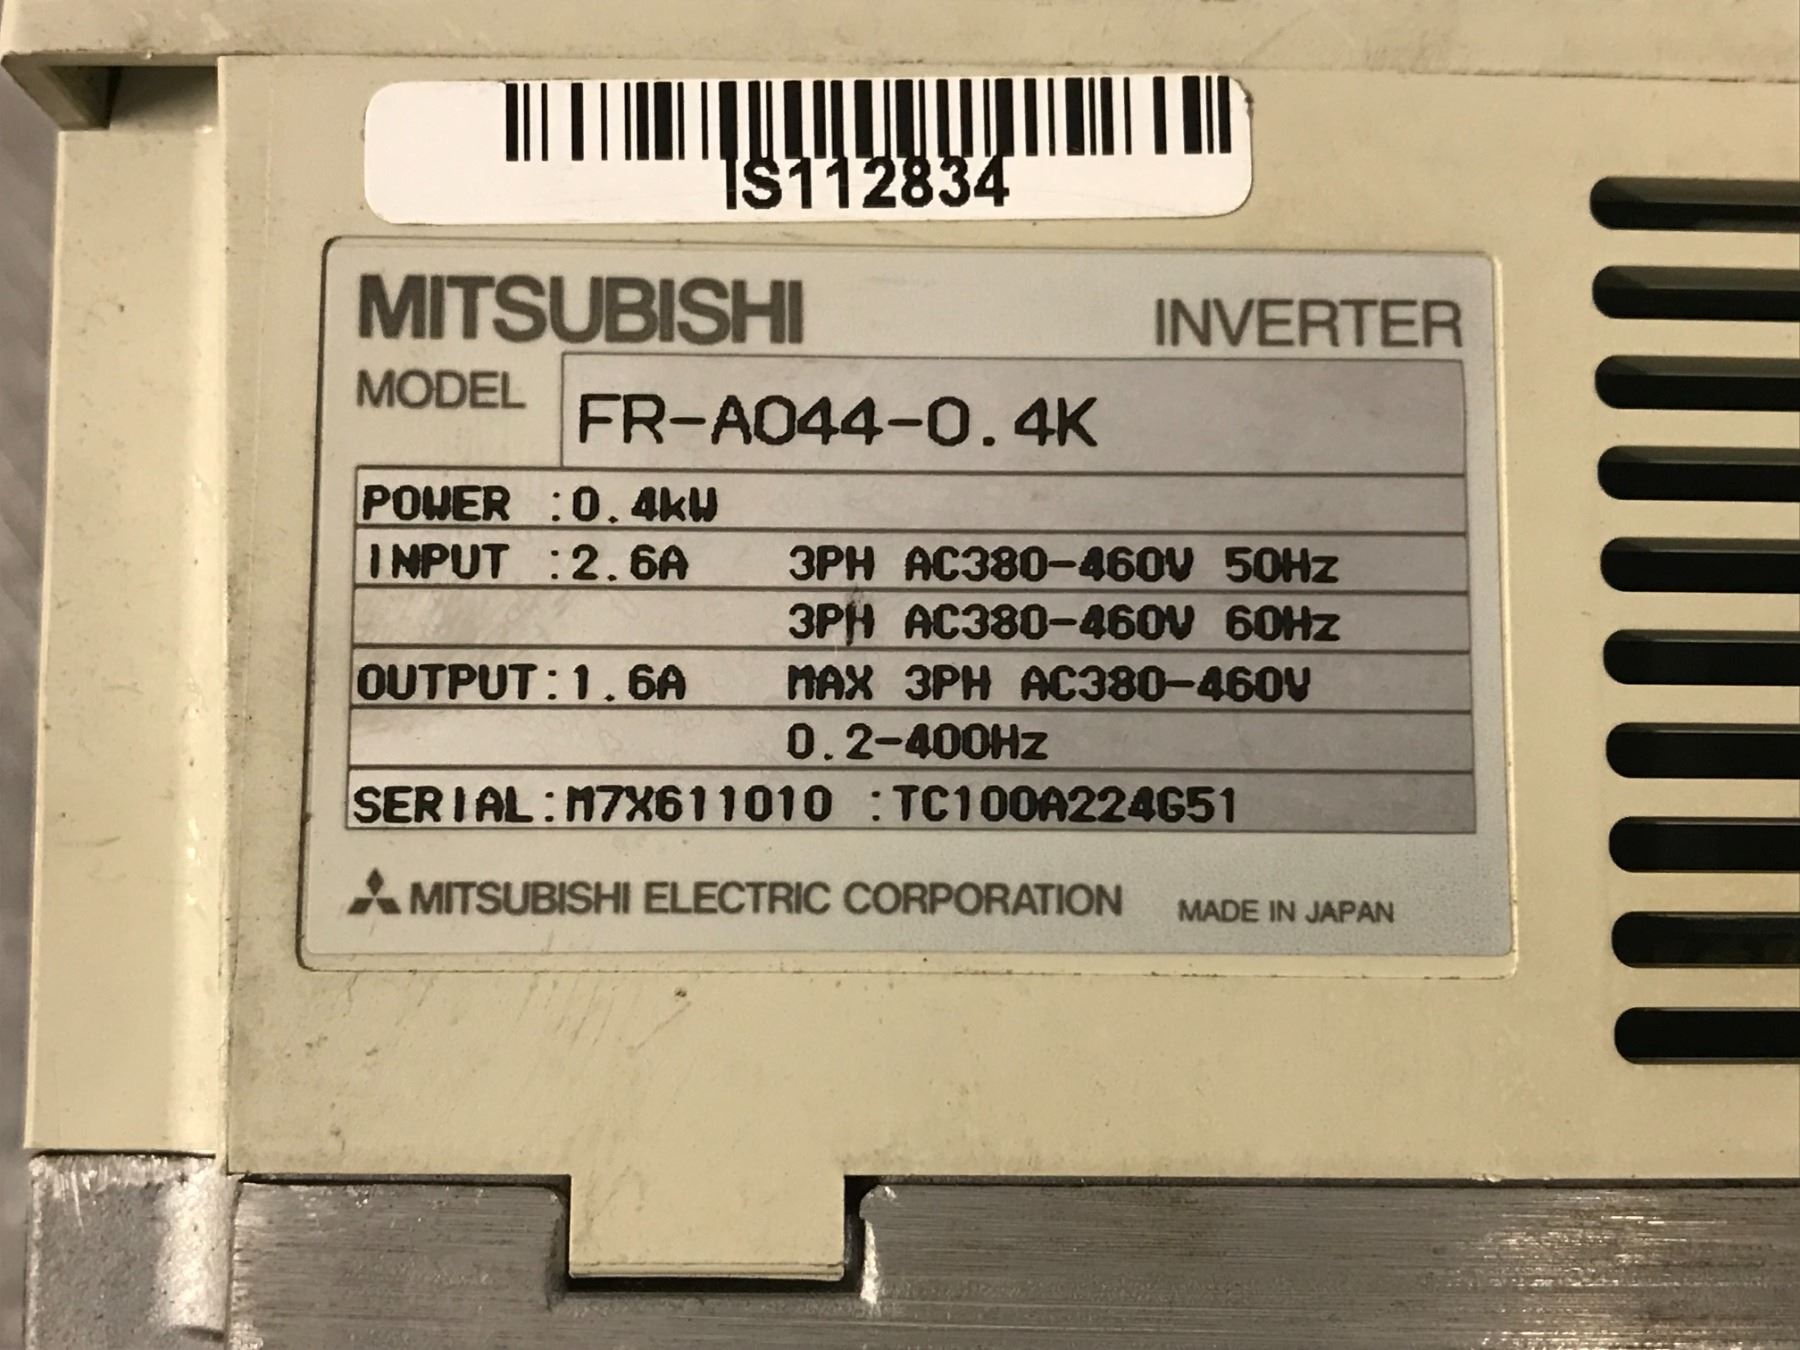 IS112834
MITSUBISHI INVERTER
MODEL FR-A044-0.4K
POWER :0.4kW
INPUT :2.6A 3PH AC380-460V 50Hz
3PH AC380-460V 60Hz
OUTPUT:1.6A MAX 3PH AC380-460V
0.2-400Hz
SERIAL:M7X611010 :TC100A224G51
MITSUBISHI ELECTRIC CORPORATION MADE IN JAPAN